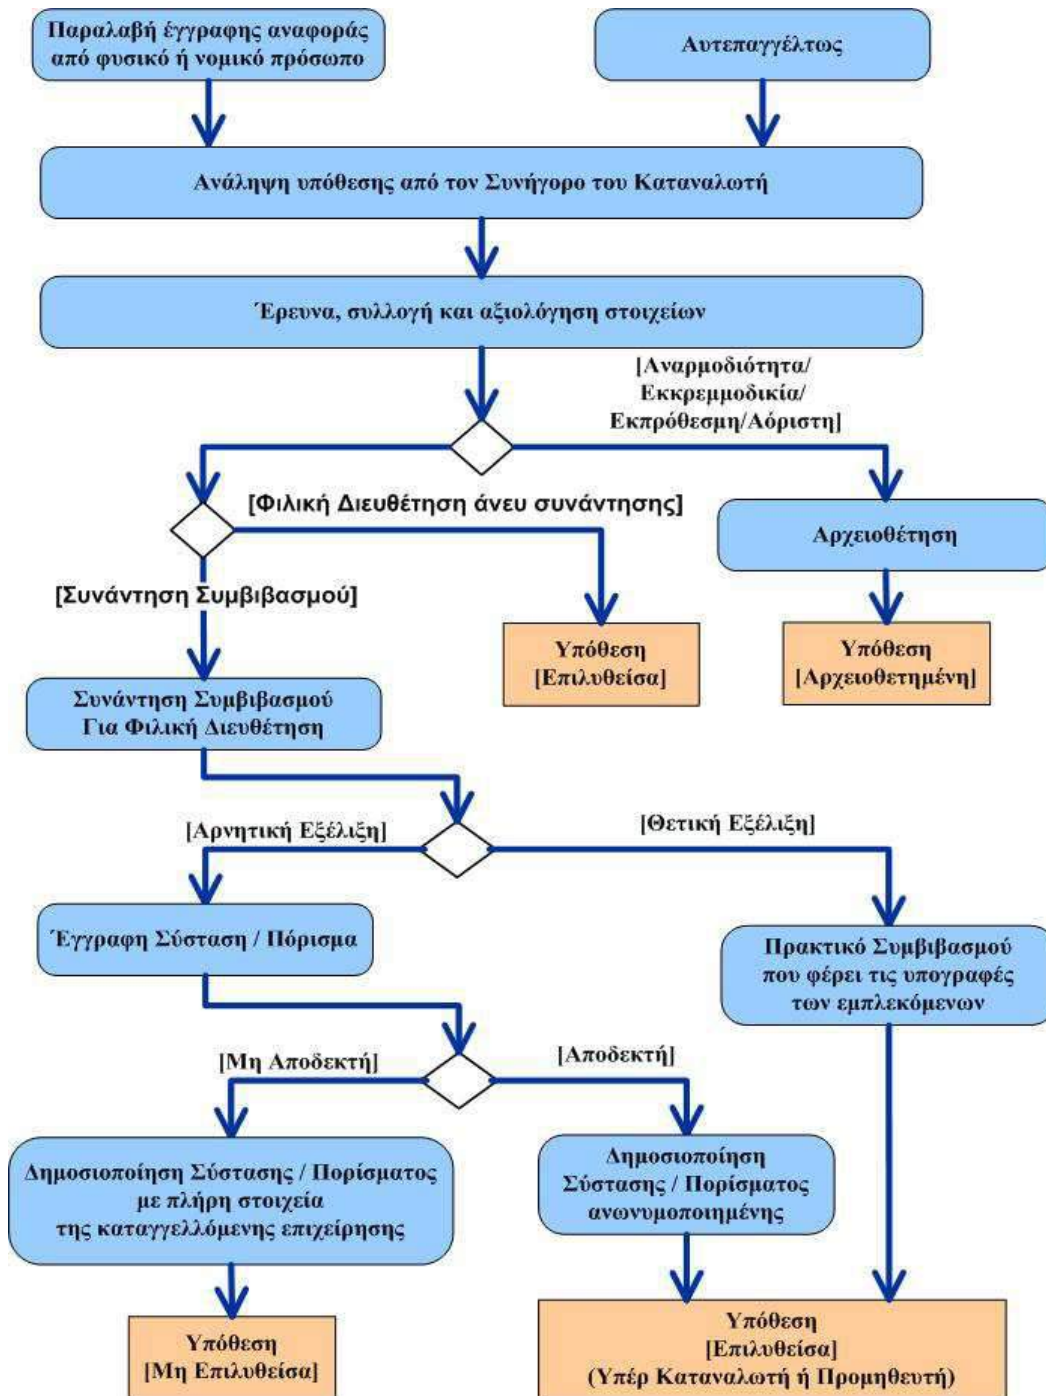 Παραλαβή έγγραφης αναφοράς
από φυσικό ή νομικό πρόσωπο
Αυτεπαγγέλτως
Ανάληψη υπόθεσης από τον Συνήγορο του Καταναλωτή
Έρευνα, συλλογή και αξιολόγηση στοιχείων
[Αναρμοδιότητα/
Εκκρεμμοδικία/
Εκπρόθεσμη/Αόριστη]
[Φιλική Διευθέτηση άνευ συνάντησης]
Αρχειοθέτηση
[Συνάντηση Συμβιβασμού]
Υπόθεση
[Επιλυθείσα]
Υπόθεση
[Αρχειοθετημένη]
Συνάντηση Συμβιβασμού
Για Φιλική Διευθέτηση
[Αρνητική Εξέλιξη]
[Θετική Εξέλιξη]
Έγγραφη Σύσταση / Πόρισμα
Πρακτικό Συμβιβασμού
που φέρει τις υπογραφές
των εμπλεκόμενων
[Μη Αποδεκτή]
[Αποδεκτή]
Δημοσιοποίηση Σύστασης / Πορίσματος
με πλήρη στοιχεία
της καταγγελλόμενης επιχείρησης
Δημοσιοποίηση
Σύστασης / Πορίσματος
ανωνυμοποιημένης
Υπόθεση
[Μη Επιλυθείσα]
Υπόθεση
[Επιλυθείσα]
(Υπέρ Καταναλωτή ή Προμηθευτή)